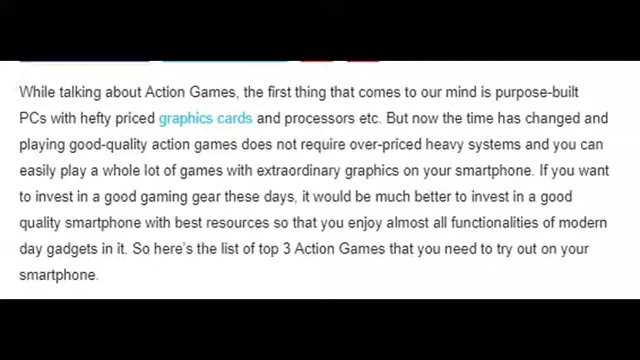 While talking about Action Games, the first thing that comes to our mind is purpose-built
PCs with hefty priced graphics cards and processors etc. But now the time has changed and
playing good-quality action games does not require over-priced heavy systems and you can
easily play a whole lot of games with extraordinary graphics on your smartphone. If you want
to invest in a good gaming gear these days, it would be much better to invest in a good
quality smartphone with best resources so that you enjoy almost all functionalities of modern
day gadgets in it. So here's the list of top 3 Action Games that you need to try out on your
smartphone.